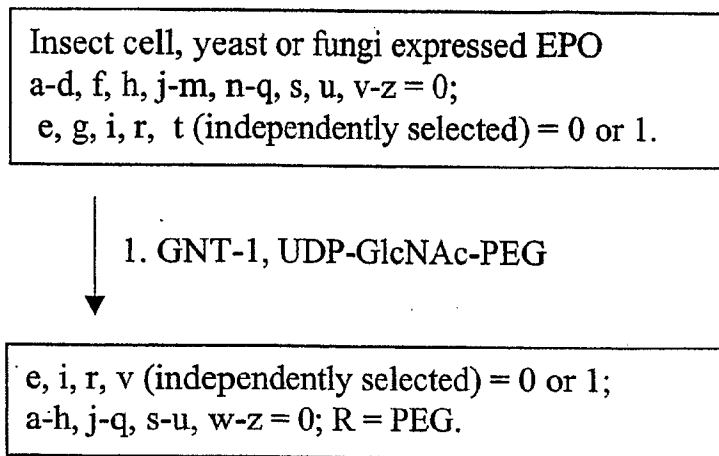 Insect cell, yeast or fungi expressed EPO
a-d, f, h, j-m, n-q, s, u, v-z = 0;
e, g, i, r, t (independently selected) = 0 or 1.
1. GNT-1, UDP-GlcNAc-PEG
e, i, r, v (independently selected) = 0 or 1;
a-h, j-q, s-u, w-z = 0; R = PEG.